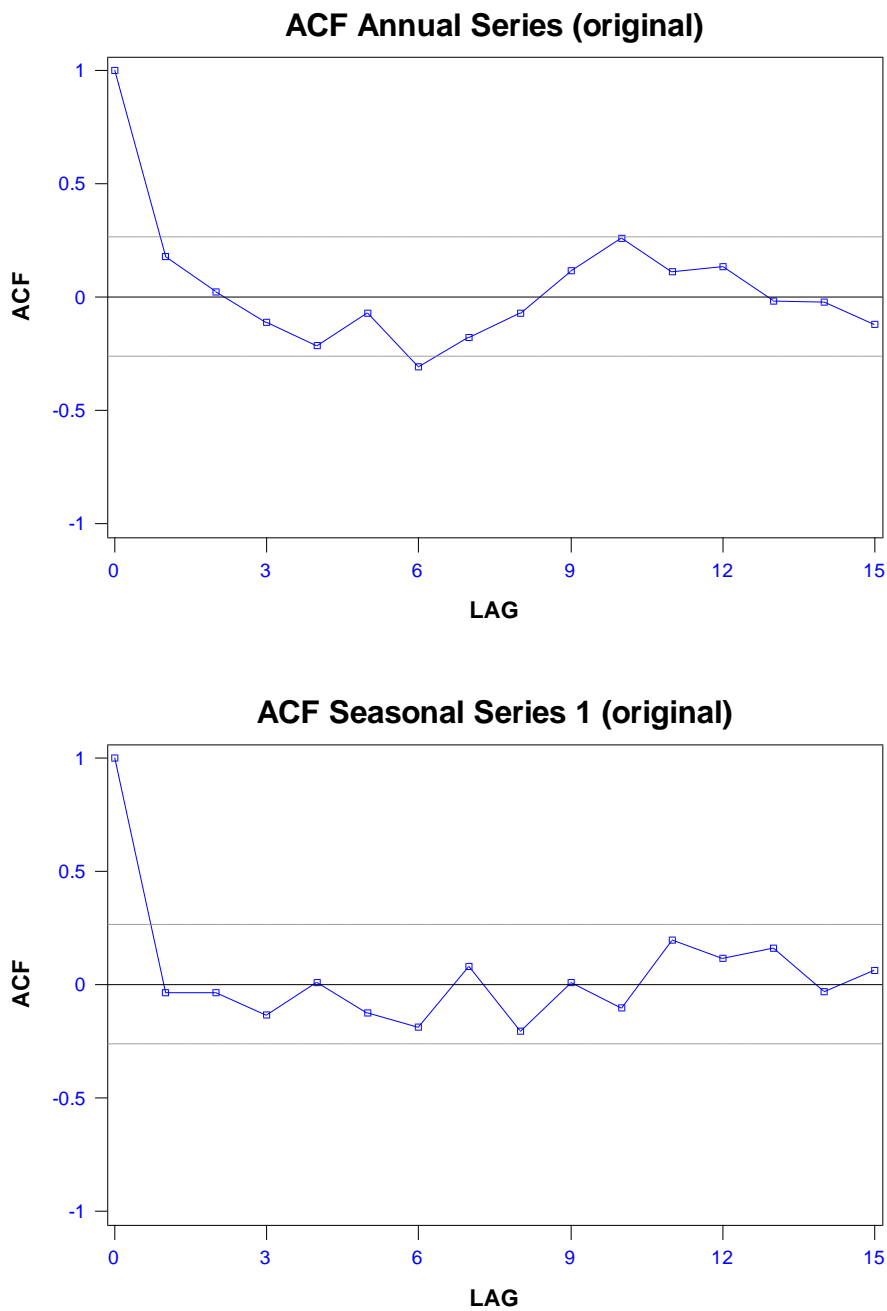 ACF Annual Series (original)
1
0.5
0
-0.5
-1
ACF
0 3 6 9 12 15
LAG
ACF Seasonal Series 1 (original)
1
0.5
0
-0.5
-1
ACF
0 3 6 9 12 15
LAG